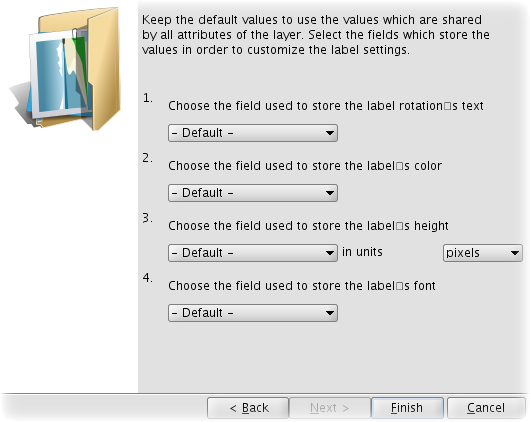 Keep the default values to use the values which are shared
by all attributes of the layer. Select the fields which store the
values in order to customize the label settings.
1.
Choose the field used to store the label rotation□s text
- Default -
2.
Choose the field used to store the label□s color
- Default -
3.
Choose the field used to store the label□s height
- Default - in units pixels
4.
Choose the field used to store the label□s font
- Default -
< Back Next > Finish Cancel